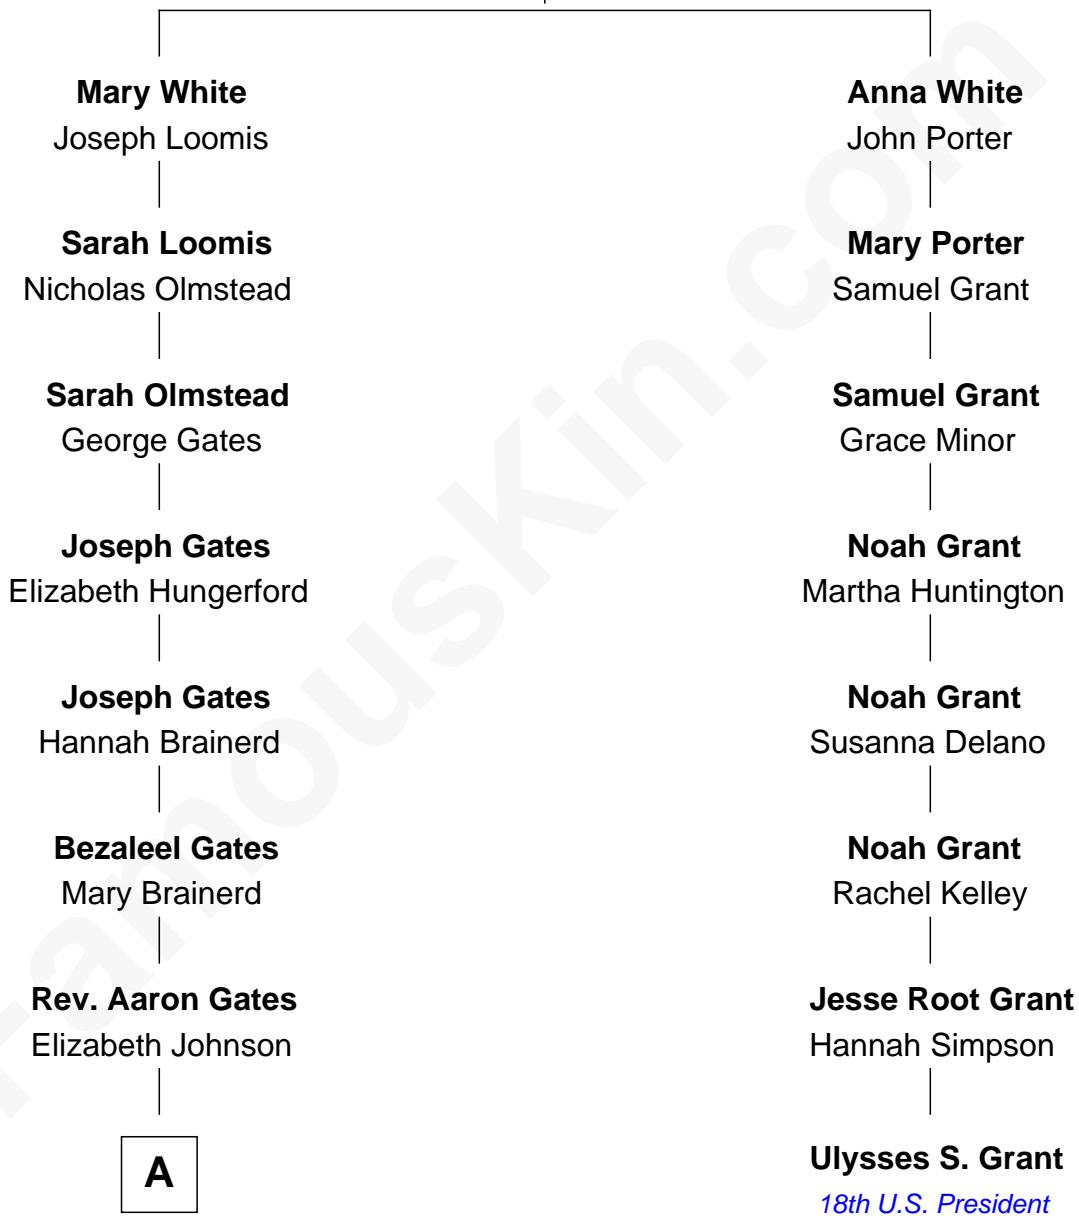 Mary White
Joseph Loomis
Anna White
John Porter
Sarah Loomis
Nicholas Olmstead
Mary Porter
Samuel Grant
Sarah Olmstead
George Gates
Samuel Grant
Grace Minor
Joseph Gates
Elizabeth Hungerford
Noah Grant
Martha Huntington
Joseph Gates
Hannah Brainerd
Noah Grant
Susanna Delano
Bezaleel Gates
Mary Brainerd
Noah Grant
Rachel Kelley
Rev. Aaron Gates
Elizabeth Johnson
Jesse Root Grant
Hannah Simpson
A
Ulysses S. Grant
18th U.S. President
FamousKin.com